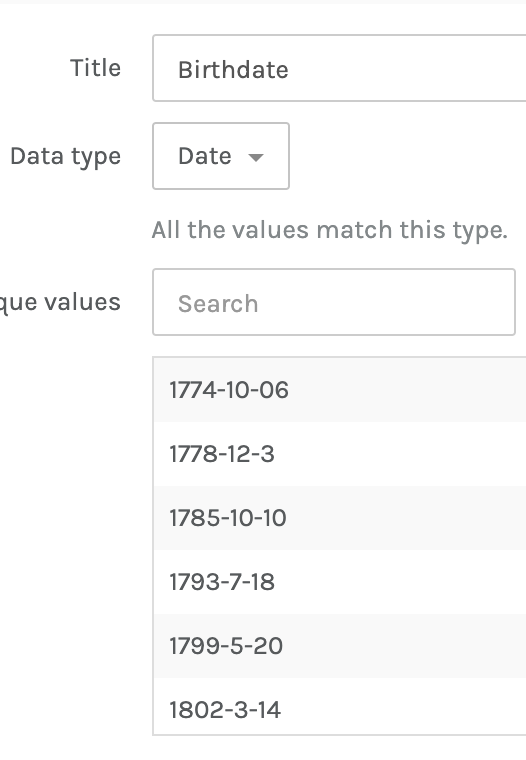 Title
Birthdate
Data type
Date
All the values match this type.
que values
Search
1774-10-06
1778-12-3
1785-10-10
1793-7-18
1799-5-20
1802-3-14